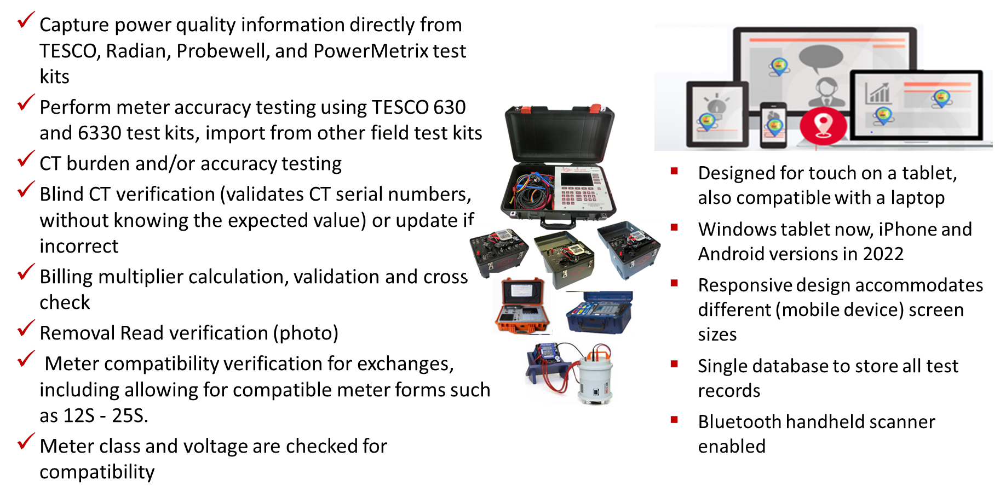 Capture power quality information directly from
TESCO, Radian, Probewell, and PowerMetrix test
kits
Perform meter accuracy testing using TESCO 630
and 6330 test kits, import from other field test kits
CT burden and/or accuracy testing
Blind CT verification (validates CT serial numbers,
without knowing the expected value) or update if
incorrect
Billing multiplier calculation, validation and cross
check
Removal Read verification (photo)
Meter compatibility verification for exchanges,
including allowing for compatible meter forms such
as 12S - 25S.
Meter class and voltage are checked for
compatibility
Designed for touch on a tablet,
also compatible with a laptop
Windows tablet now, iPhone and
Android versions in 2022
Responsive design accommodates
different (mobile device) screen
sizes
Single database to store all test
records
Bluetooth handheld scanner
enabled